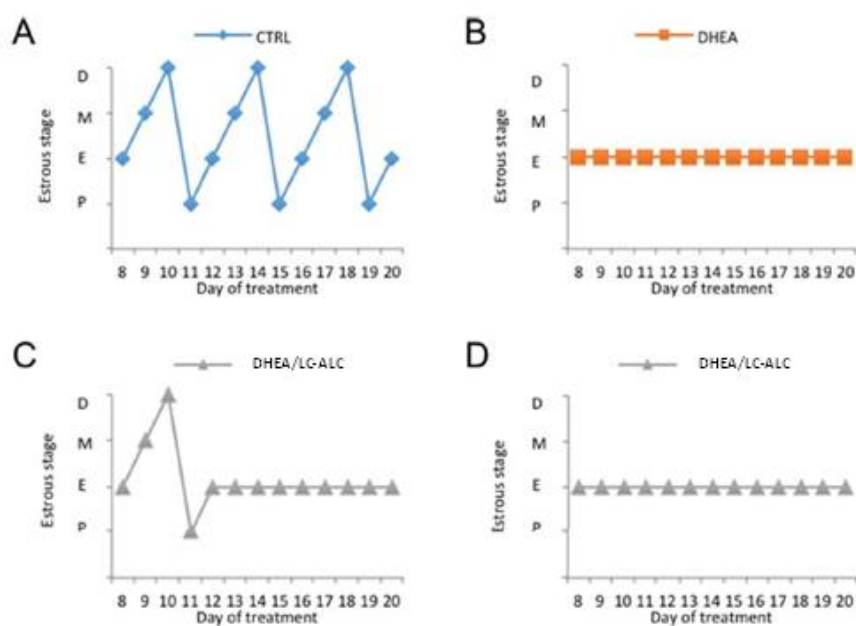 A
CTRL
D
M
E
P
Estrous stage
8 9 10 11 12 13 14 15 16 17 18 19 20
Day of treatment
B
DHEA
D
M
E
P
Estrous stage
8 9 10 11 12 13 14 15 16 17 18 19 20
Day of treatment
C
DHEA/LC-ALC
D
M
E
P
Estrous stage
8 9 10 11 12 13 14 15 16 17 18 19 20
Day of treatment
D
DHEA/LC-ALC
D
M
E
P
Estrous stage
8 9 10 11 12 13 14 15 16 17 18 19 20
Day of treatment